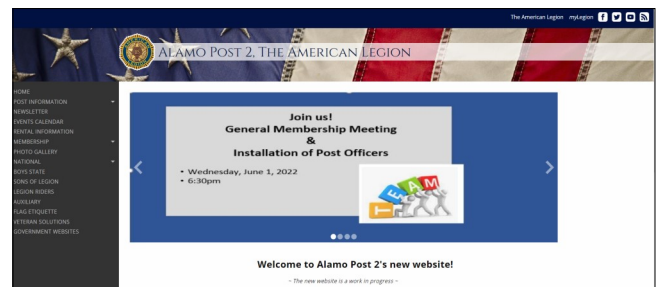 The American Legion myLegion
ALAMO POST 2, THE AMERICAN LEGION
HOME
POST INFORMATION
NEWSLETTER
EVENTS CALENDAR
RENTAL INFORMATION
MEMBERSHIP
PHOTO GALLERY
NATIONAL
BOYS STATE
SONS OF LEGION
LEGION RIDERS
AUXILIARY
FLAG ETIQUETTE
VETERAN SOLUTIONS
GOVERNMENT WEBSITES
Join us!
General Membership Meeting
&
Installation of Post Officers
• Wednesday, June 1, 2022
• 6:30pm
TEAM
Welcome to Alamo Post 2's new website!
~ The new website is a work in progress ~